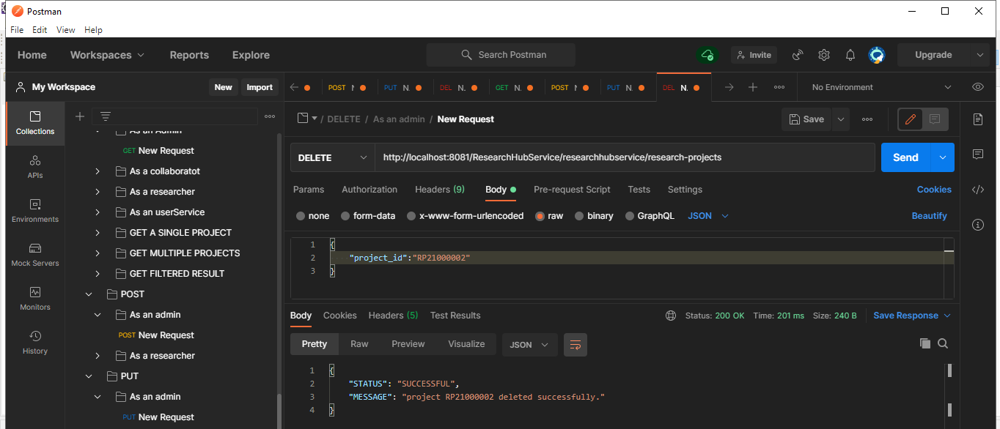 Postman
File Edit View Help
Home Workspaces Reports Explore Search Postman Invite Upgrade
My Workspace New Import
POST PUT N. DEL N. GET N. POST PUT N. DEL N. No Environment
Collections
APIs
Environments
Mock Servers
Monitors
History
As an Admin
GET New Request
As a collaboratot
As a researcher
As an userService
GET A SINGLE PROJECT
GET MULTIPLE PROJECTS
GET FILTERED RESULT
POST
As an admin
POST New Request
As a researcher
PUT
As an admin
PUT New Request
/ DELETE / As an admin / New Request Save
DELETE http://localhost:8081/ResearchHubService/researchhubservice/research-projects Send
Params Authorization Headers (9) Body Pre-request Script Tests Settings Cookies
none form-data x-www-form-urlencoded raw binary GraphQL JSON Beautify
1 {
2 "project_id":"RP21000002"
3 }
Body Cookies Headers (5) Test Results Status: 200 OK Time: 201 ms Size: 240 B Save Response
Pretty Raw Preview Visualize JSON
1 {
2 "STATUS": "SUCCESSFUL",
3 "MESSAGE": "project RP21000002 deleted successfully."
4 }